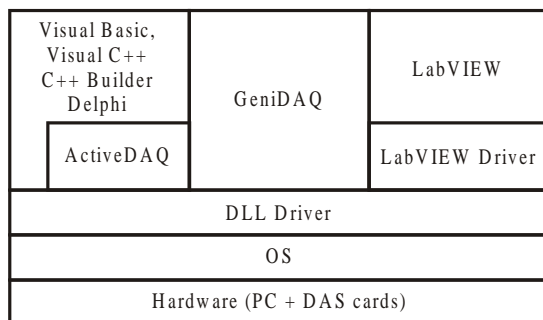 Visual Basic,
Visual C++
C++ Builder
Delphi
ActiveDAQ
GeniDAQ
LabVIEW
LabVIEW Driver
DLL Driver
OS
Hardware (PC + DAS cards)